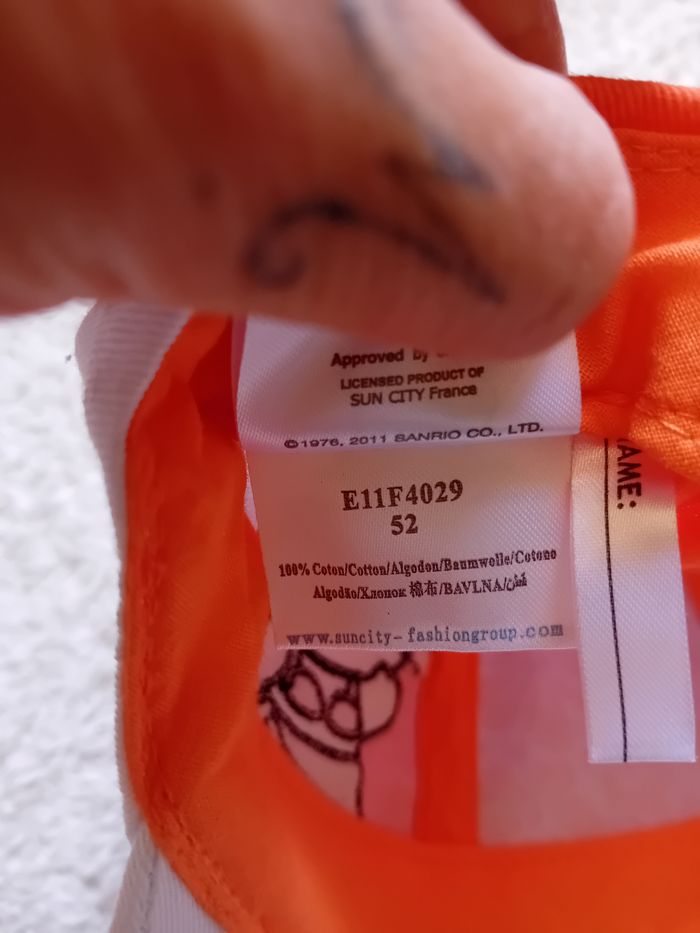 Approved by
LICENSED PRODUCT OF
SUN CITY France
©1976, 2011 SANRIO CO., LTD.
E11F4029
52
100% Coton/Cotton/Algodon/Baumwolle/Cotone
Algodão/Хлопок 棉布/BAVLNA/قطن
www.suncity-fashiongroup.com
NAME: